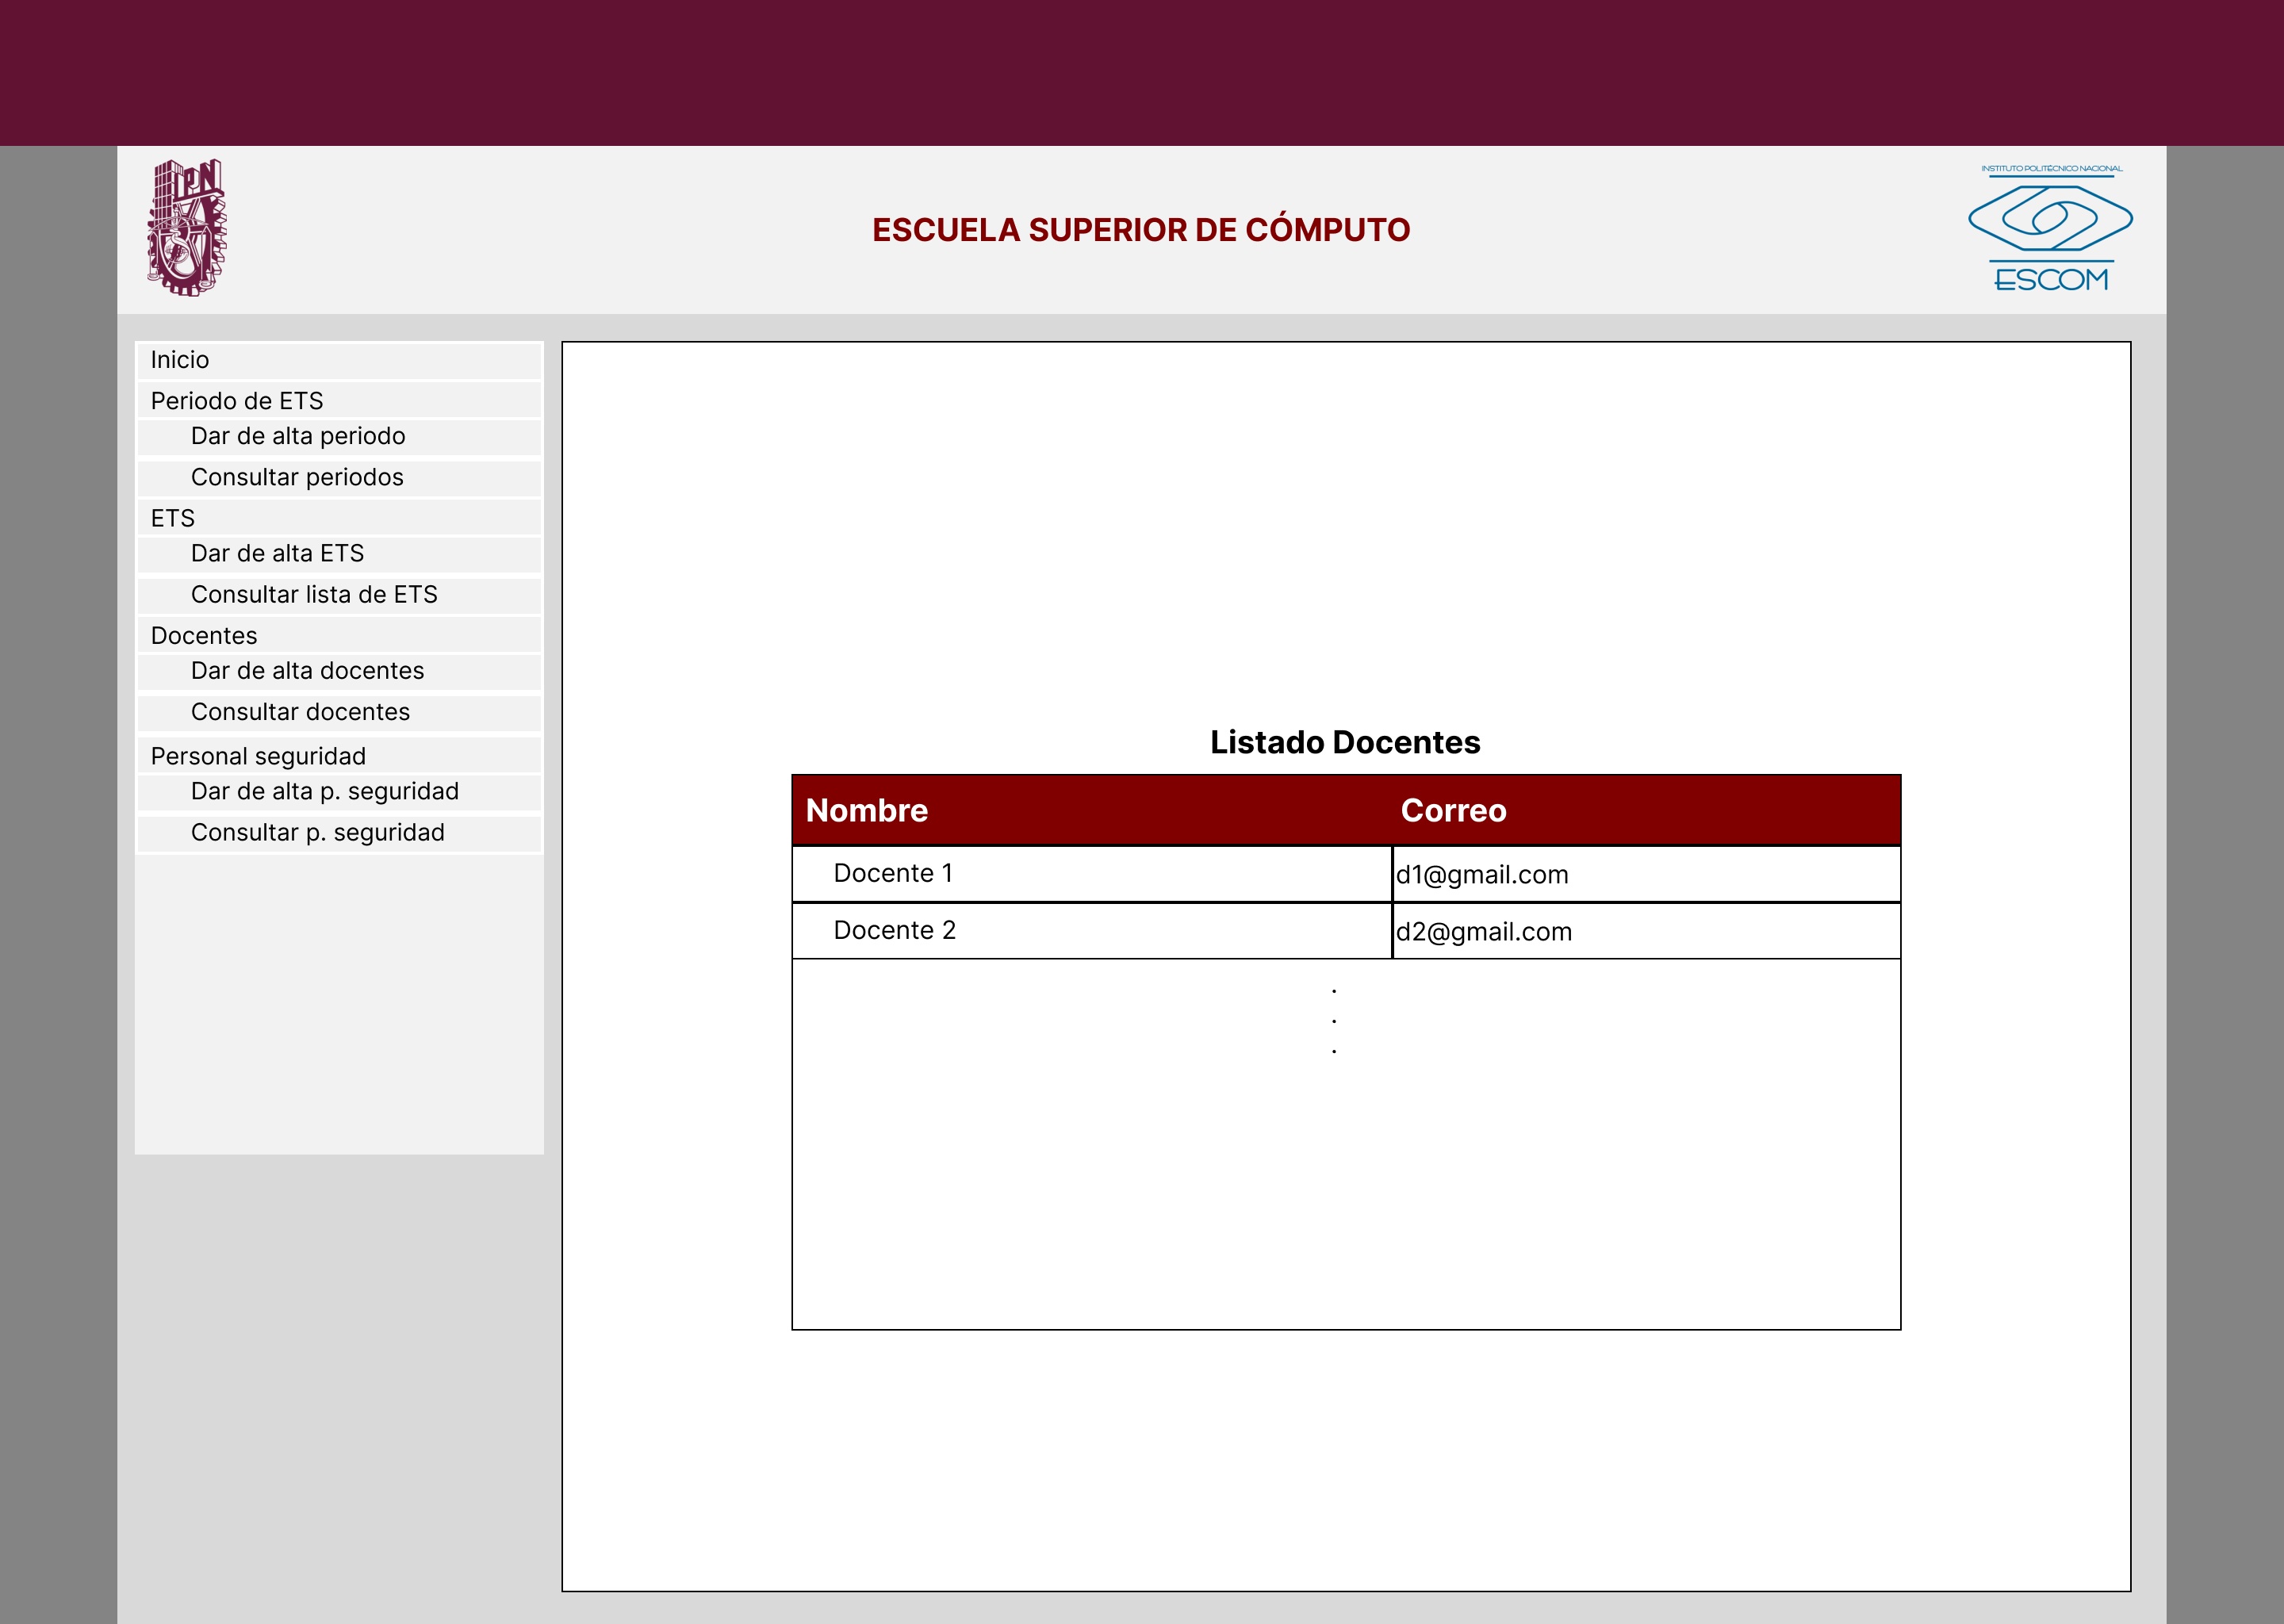 IPN
INSTITUTO POLITÉCNICO NACIONAL
ESCUELA SUPERIOR DE CÓMPUTO
ESCOM
Inicio
Periodo de ETS
Dar de alta periodo
Consultar periodos
ETS
Dar de alta ETS
Consultar lista de ETS
Docentes
Dar de alta docentes
Consultar docentes
Personal seguridad
Dar de alta p. seguridad
Consultar p. seguridad
Listado Docentes
Nombre Correo
Docente 1 d1@gmail.com
Docente 2 d2@gmail.com
.
.
.